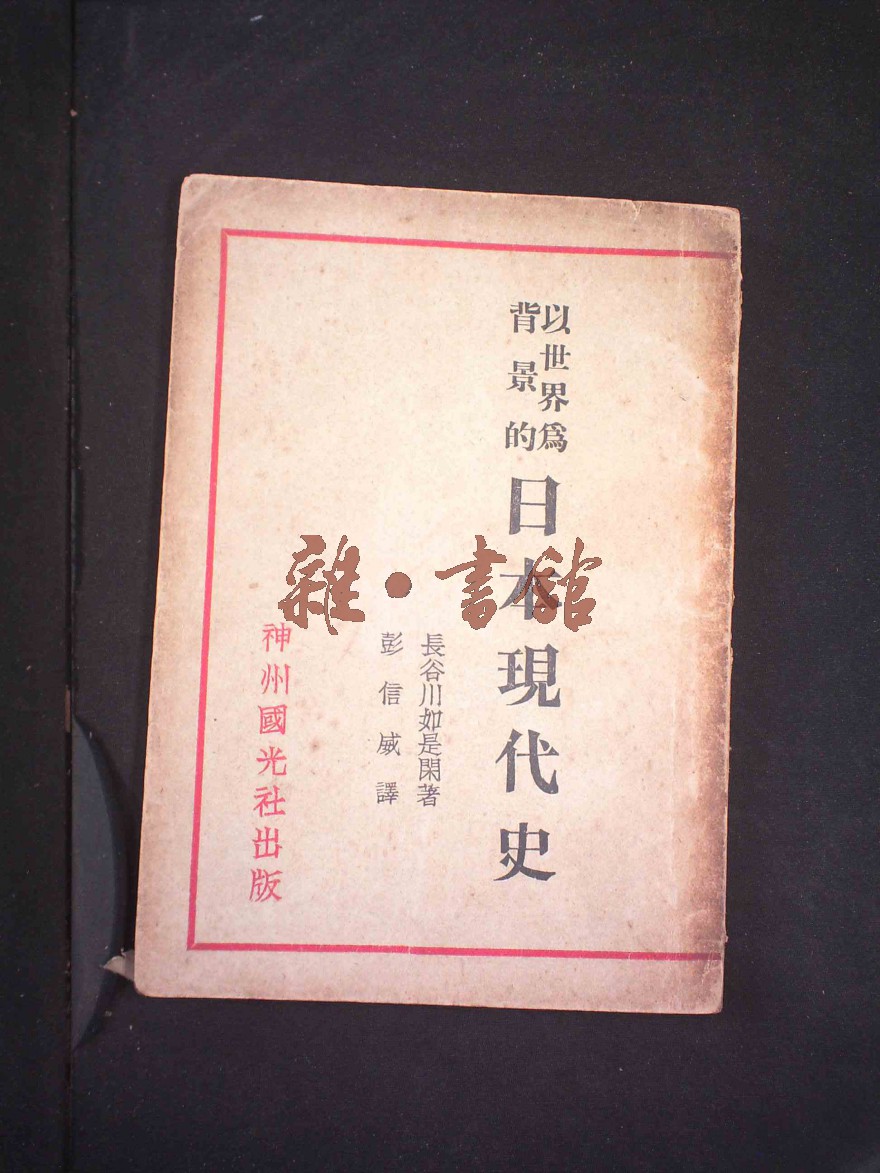 以世界爲
背景的
日本現代史
長谷川如是閑著
彭信威譯
神州國光社出版
雜·書館